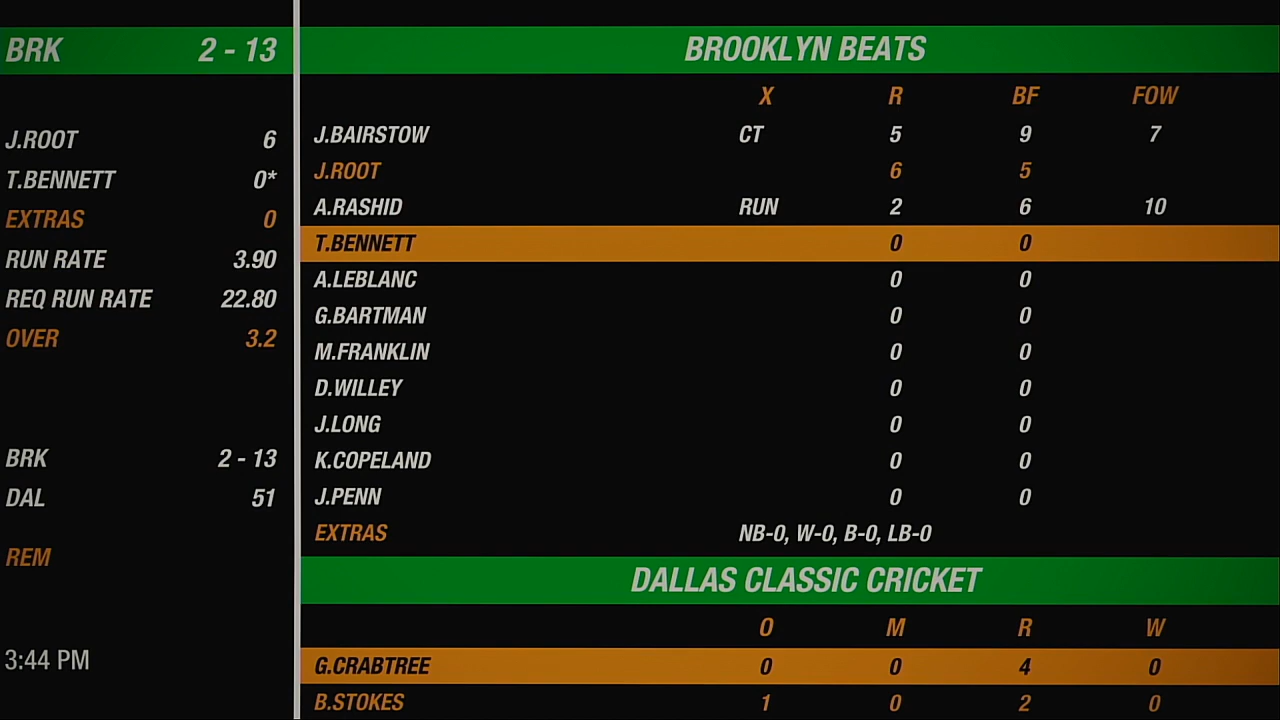 BRK 2 - 13
J.ROOT 6
T.BENNETT 0*
EXTRAS 0
RUN RATE 3.90
REQ RUN RATE 22.80
OVER 3.2
BRK 2 - 13
DAL 51
REM
3:44 PM
BROOKLYN BEATS
X R BF FOW
J.BAIRSTOW CT 5 9 7
J.ROOT 6 5
A.RASHID RUN 2 6 10
T.BENNETT 0 0
A.LEBLANC 0 0
G.BARTMAN 0 0
M.FRANKLIN 0 0
D.WILLEY 0 0
J.LONG 0 0
K.COPELAND 0 0
J.PENN 0 0
EXTRAS NB-0, W-0, B-0, LB-0
DALLAS CLASSIC CRICKET
O M R W
G.CRABTREE 0 0 4 0
B.STOKES 1 0 2 0